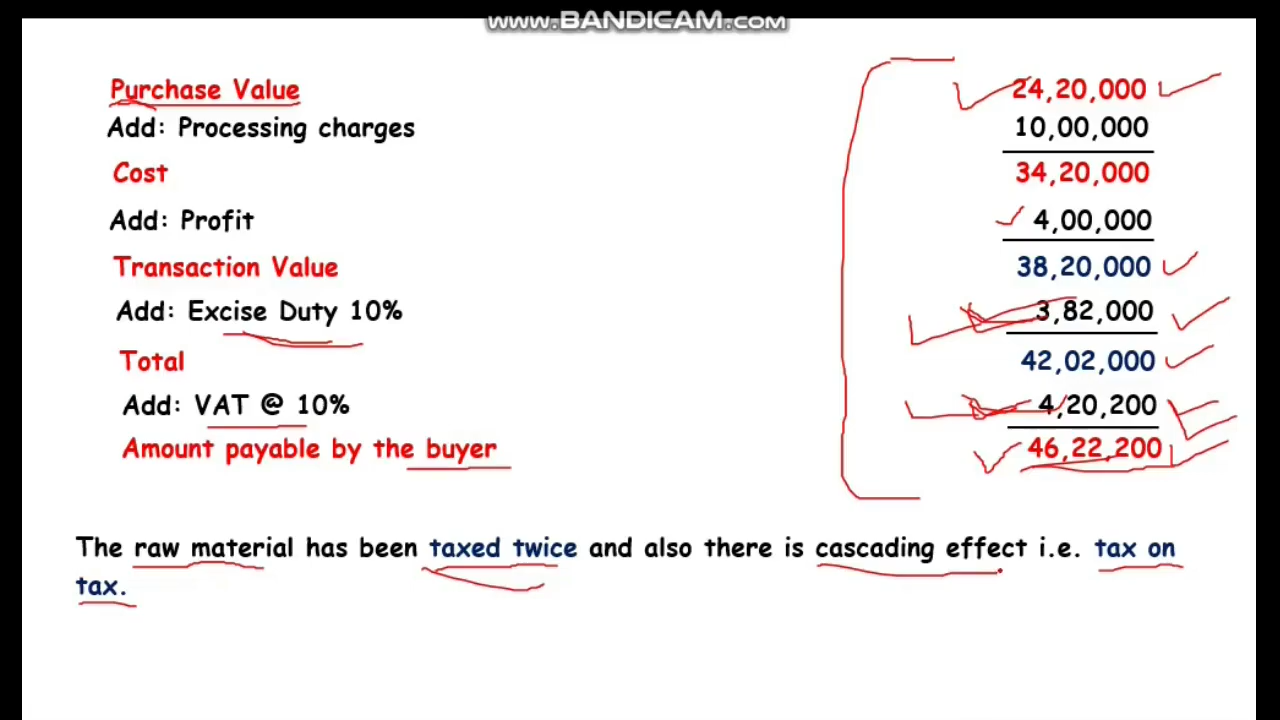 WWW.BANDICAM.COM
Purchase Value 24,20,000
Add: Processing charges 10,00,000
Cost 34,20,000
Add: Profit 4,00,000
Transaction Value 38,20,000
Add: Excise Duty 10% 3,82,000
Total 42,02,000
Add: VAT @ 10% 4,20,200
Amount payable by the buyer 46,22,200
The raw material has been taxed twice and also there is cascading effect i.e. tax on
tax.